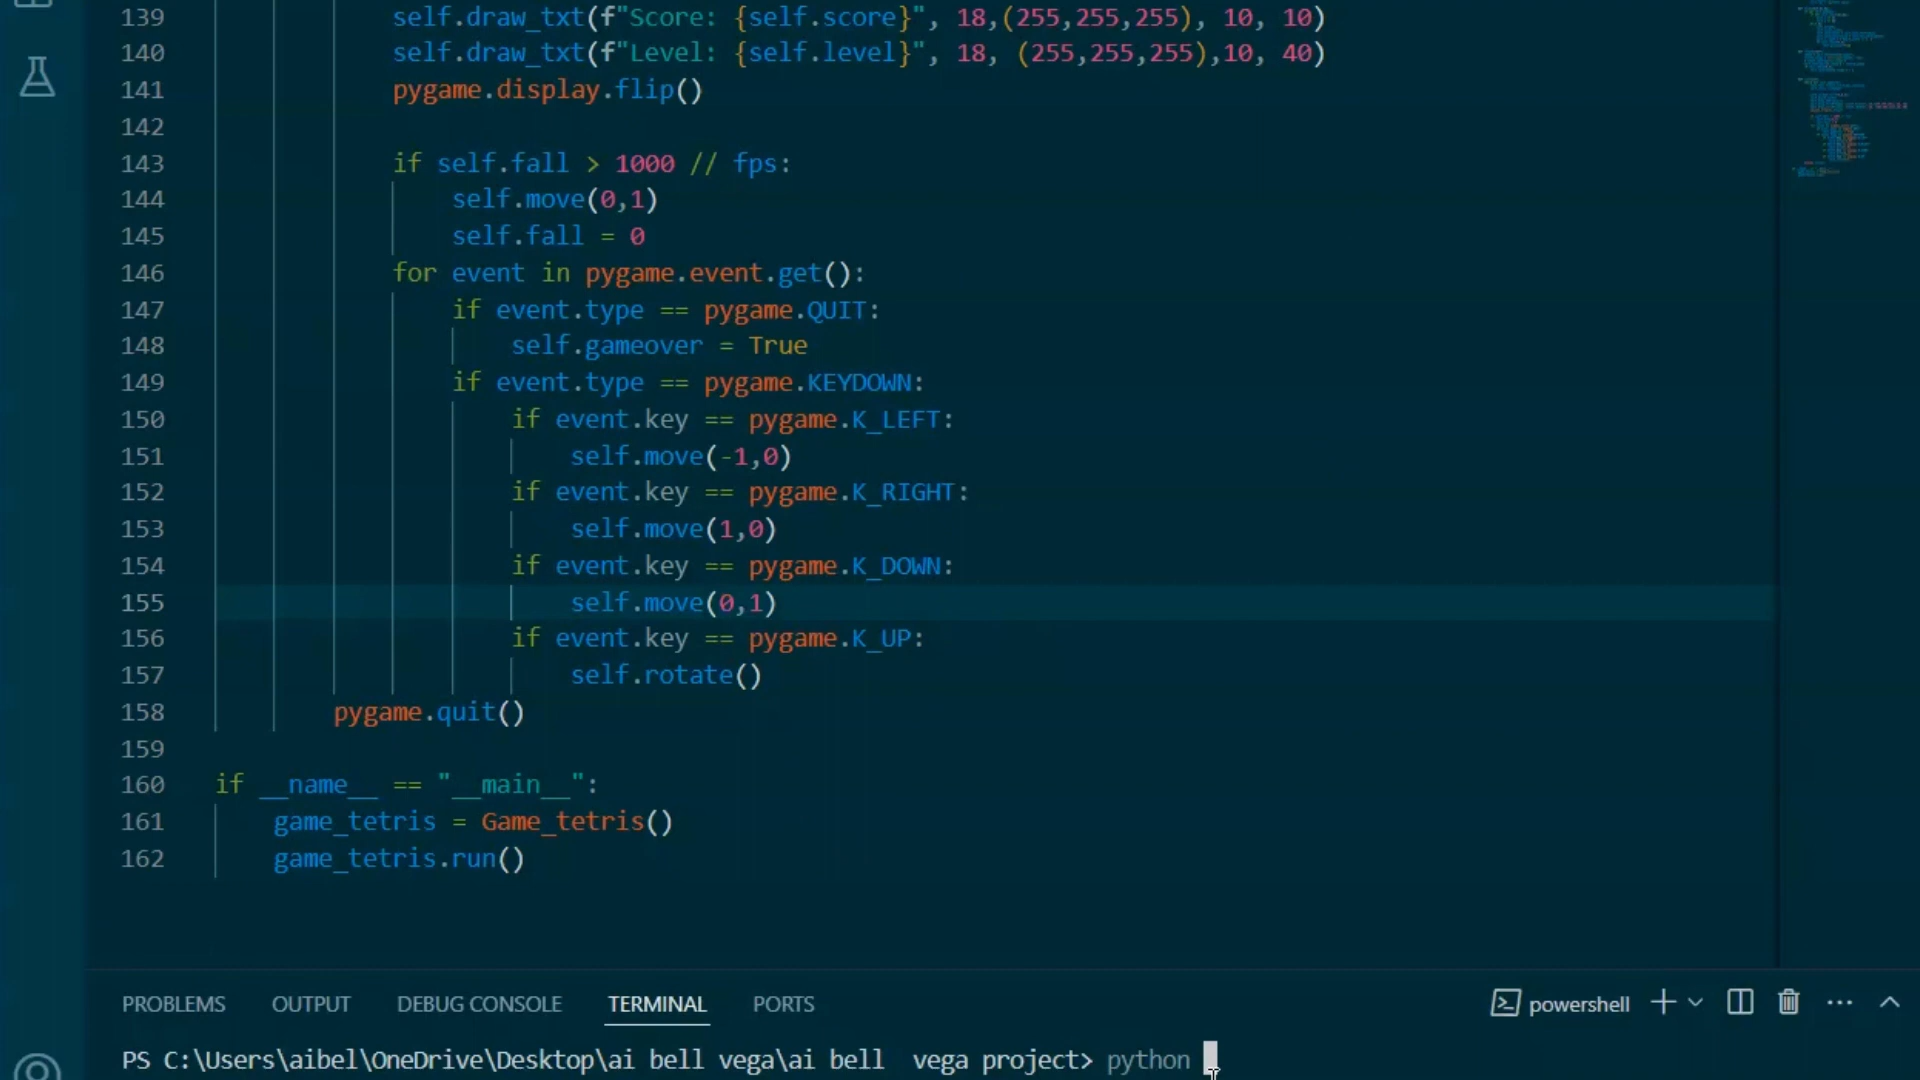 139 self.draw_txt(f"Score: {self.score}", 18,(255,255,255), 10, 10)
140 self.draw_txt(f"Level: {self.level}", 18, (255,255,255),10, 40)
141 pygame.display.flip()
142
143 if self.fall > 1000 // fps:
144 self.move(0,1)
145 self.fall = 0
146 for event in pygame.event.get():
147 if event.type == pygame.QUIT:
148 self.gameover = True
149 if event.type == pygame.KEYDOWN:
150 if event.key == pygame.K_LEFT:
151 self.move(-1,0)
152 if event.key == pygame.K_RIGHT:
153 self.move(1,0)
154 if event.key == pygame.K_DOWN:
155 self.move(0,1)
156 if event.key == pygame.K_UP:
157 self.rotate()
158 pygame.quit()
159
160 if __name__ == "__main__":
161 game_tetris = Game_tetris()
162 game_tetris.run()
PROBLEMS OUTPUT DEBUG CONSOLE TERMINAL PORTS powershell
PS C:\Users\aibel\OneDrive\Desktop\ai bell vega\ai bell  vega project> python